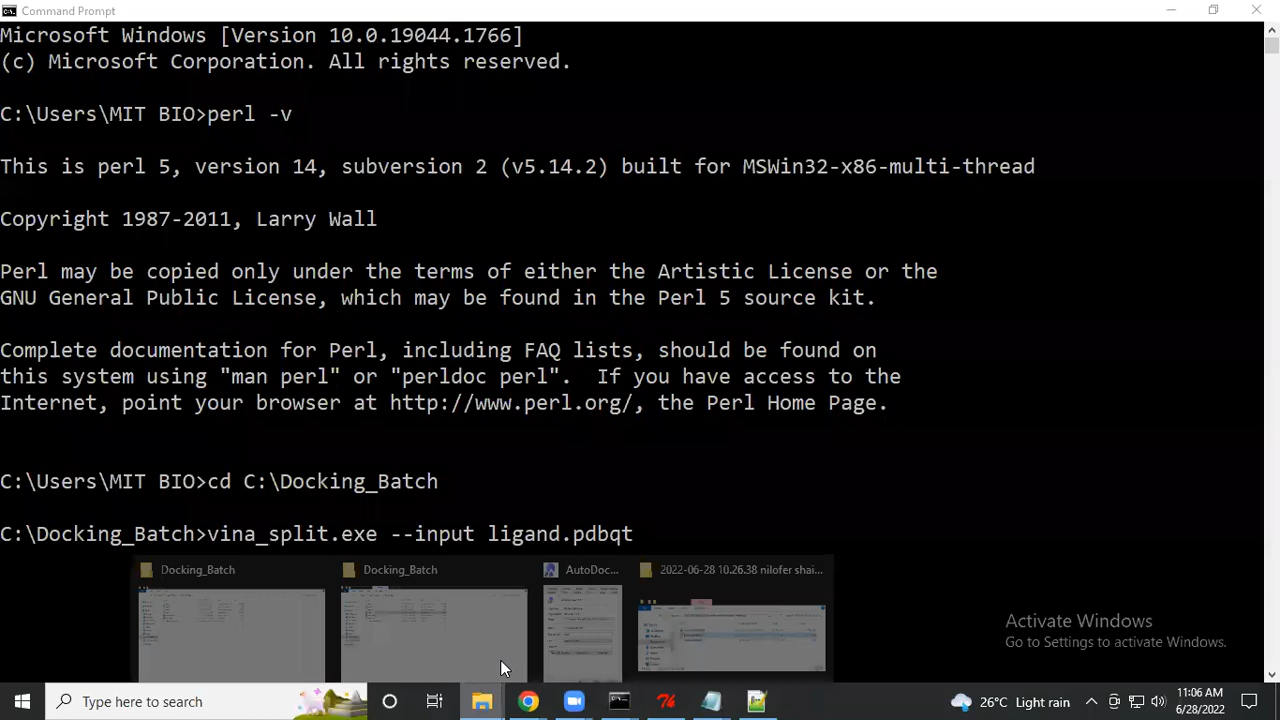 Command Prompt
Microsoft Windows [Version 10.0.19044.1766]
(c) Microsoft Corporation. All rights reserved.
C:\Users\MIT BIO>perl -v
This is perl 5, version 14, subversion 2 (v5.14.2) built for MSWin32-x86-multi-thread
Copyright 1987-2011, Larry Wall
Perl may be copied only under the terms of either the Artistic License or the
GNU General Public License, which may be found in the Perl 5 source kit.
Complete documentation for Perl, including FAQ lists, should be found on
this system using "man perl" or "perldoc perl".  If you have access to the
Internet, point your browser at http://www.perl.org/, the Perl Home Page.
C:\Users\MIT BIO>cd C:\Docking_Batch
C:\Docking_Batch>vina_split.exe --input ligand.pdbqt
Docking_Batch
Docking_Batch
AutoDoc...
2022-06-28 10.26.38 nilofer shai...
Activate Windows
Go to Settings to activate Windows.
Type here to search
26°C Light rain
11:06 AM
6/28/2022